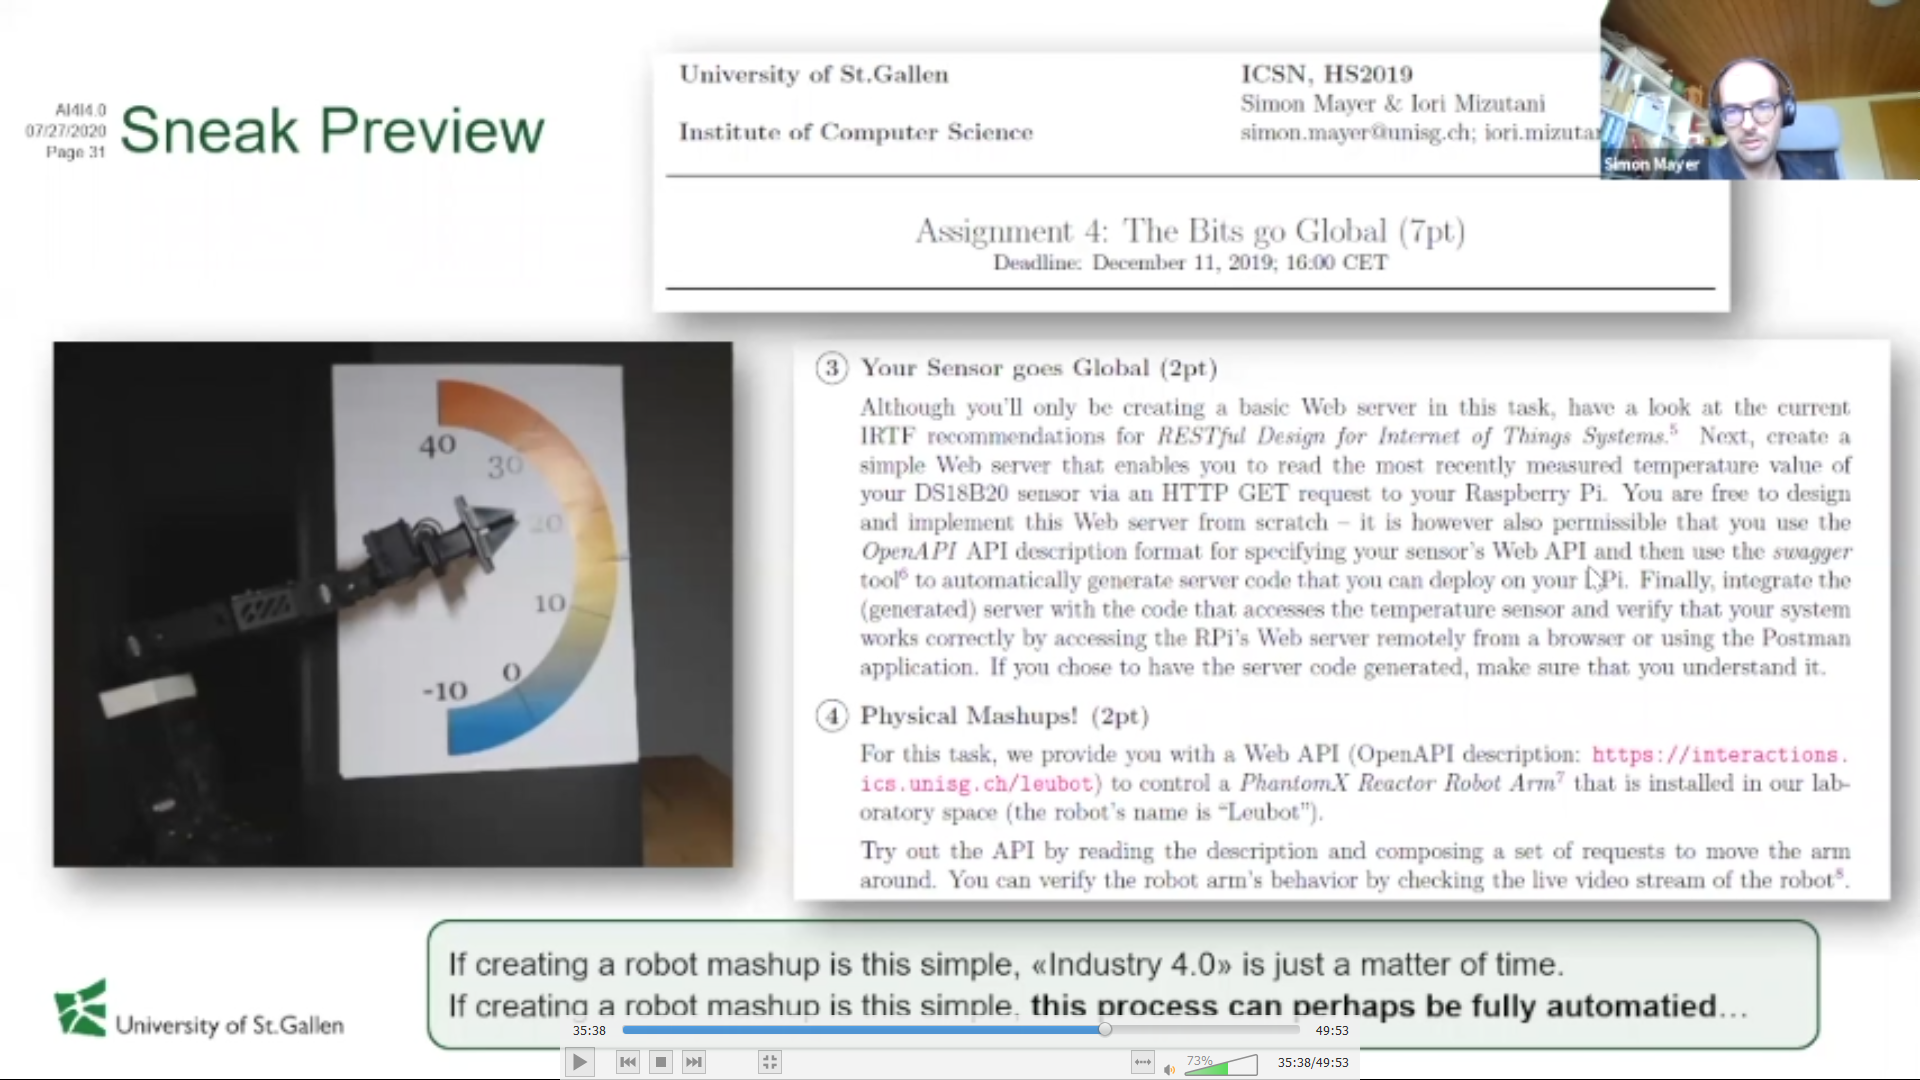 AI4I4.0
07/27/2020
Page 31
Sneak Preview
University of St.Gallen
Institute of Computer Science
ICSN, HS2019
Simon Mayer & Iori Mizutani
simon.mayer@unisg.ch; iori.mizuta
Simon Mayer
Assignment 4: The Bits go Global (7pt)
Deadline: December 11, 2019; 16:00 CET
40
30
20
10
0
-10
3 Your Sensor goes Global (2pt)
Although you'll only be creating a basic Web server in this task, have a look at the current
IRTF recommendations for RESTful Design for Internet of Things Systems.5 Next, create a
simple Web server that enables you to read the most recently measured temperature value of
your DS18B20 sensor via an HTTP GET request to your Raspberry Pi. You are free to design
and implement this Web server from scratch – it is however also permissible that you use the
OpenAPI API description format for specifying your sensor's Web API and then use the swagger
tool6 to automatically generate server code that you can deploy on your RPi. Finally, integrate the
(generated) server with the code that accesses the temperature sensor and verify that your system
works correctly by accessing the RPi's Web server remotely from a browser or using the Postman
application. If you chose to have the server code generated, make sure that you understand it.
4 Physical Mashups! (2pt)
For this task, we provide you with a Web API (OpenAPI description: https://interactions.
ics.unisg.ch/leubot) to control a PhantomX Reactor Robot Arm7 that is installed in our lab-
oratory space (the robot's name is “Leubot”).
Try out the API by reading the description and composing a set of requests to move the arm
around. You can verify the robot arm's behavior by checking the live video stream of the robot8.
If creating a robot mashup is this simple, «Industry 4.0» is just a matter of time.
If creating a robot mashup is this simple, this process can perhaps be fully automatied…
University of St.Gallen
35:38
49:53
73%
35:38/49:53